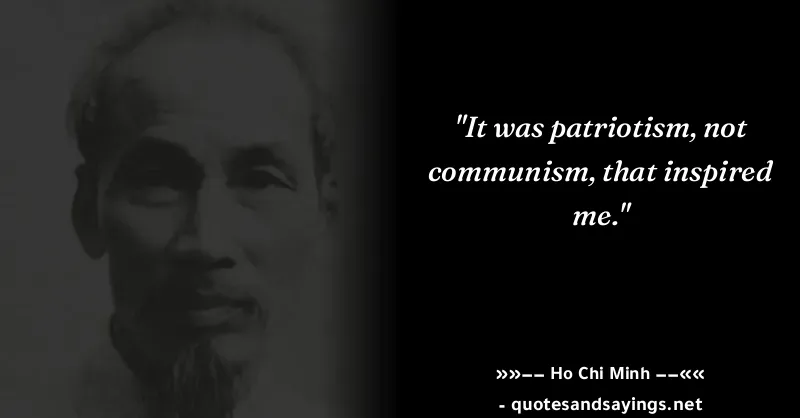 "It was patriotism, not
communism, that inspired
me."
»»−− Ho Chi Minh −−««
- quotesandsayings.net